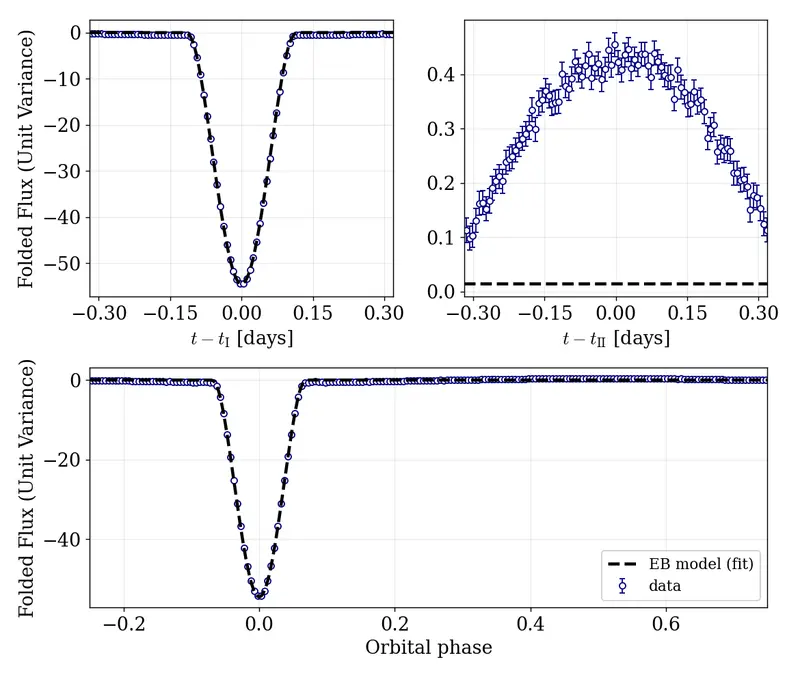 Folded Flux (Unit Variance)
0
−10
−20
−30
−40
−50
−0.30 −0.15 0.00 0.15 0.30
t − tI [days]
0.4
0.3
0.2
0.1
0.0
−0.30 −0.15 0.00 0.15 0.30
t − tII [days]
Folded Flux (Unit Variance)
0
−20
−40
−0.2 0.0 0.2 0.4 0.6
Orbital phase
EB model (fit)
data